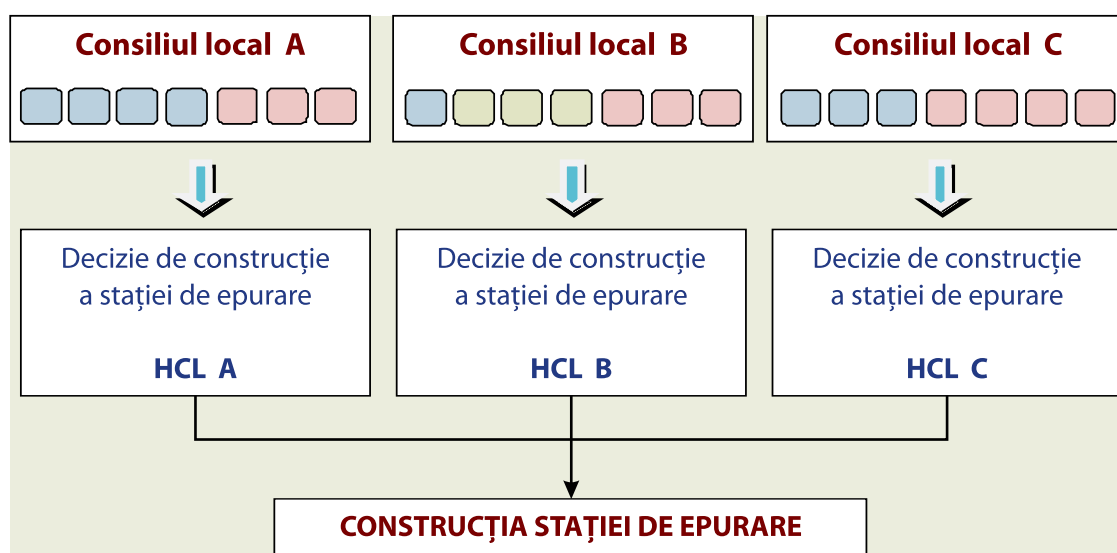 Consiliul local A
Consiliul local B
Consiliul local C
Decizie de construcție
a stației de epurare
HCL A
Decizie de construcție
a stației de epurare
HCL B
Decizie de construcție
a stației de epurare
HCL C
CONSTRUCȚIA STAȚIEI DE EPURARE